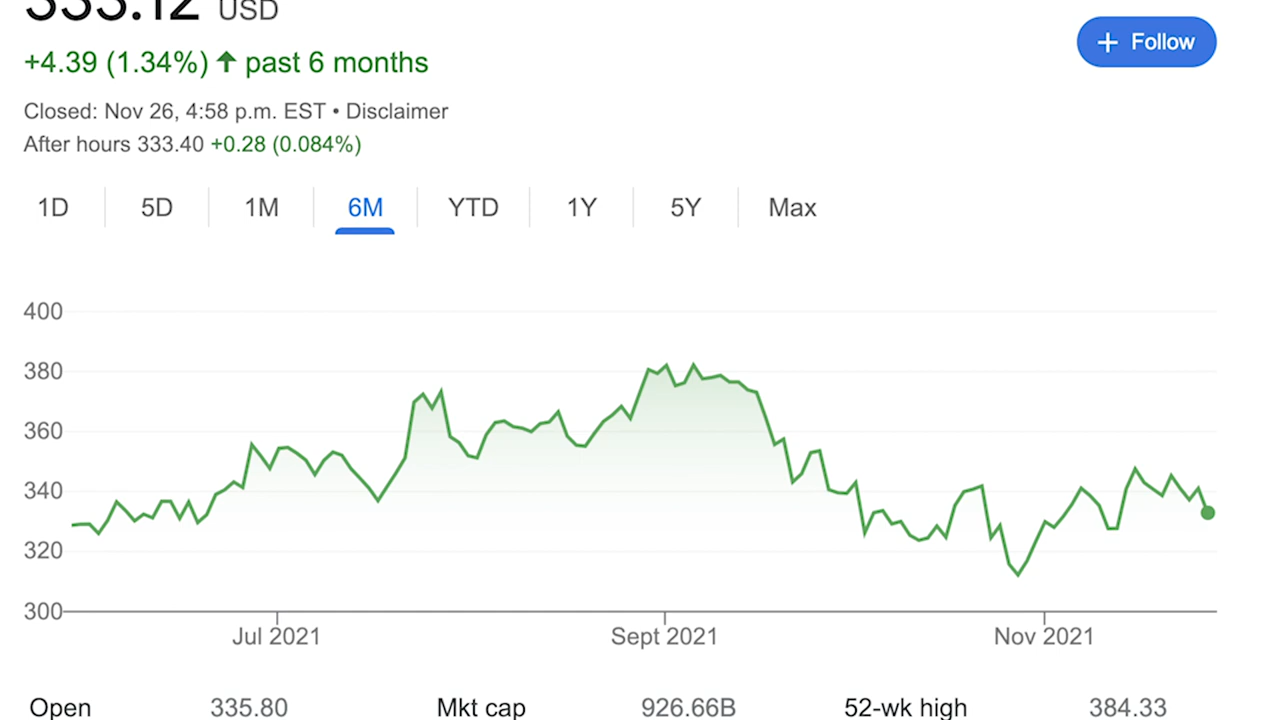 333.12 USD
+ Follow
+4.39 (1.34%) ↑ past 6 months
Closed: Nov 26, 4:58 p.m. EST • Disclaimer
After hours 333.40 +0.28 (0.084%)
1D 5D 1M 6M YTD 1Y 5Y Max
400
380
360
340
320
300
Jul 2021 Sept 2021 Nov 2021
Open 335.80 Mkt cap 926.66B 52-wk high 384.33